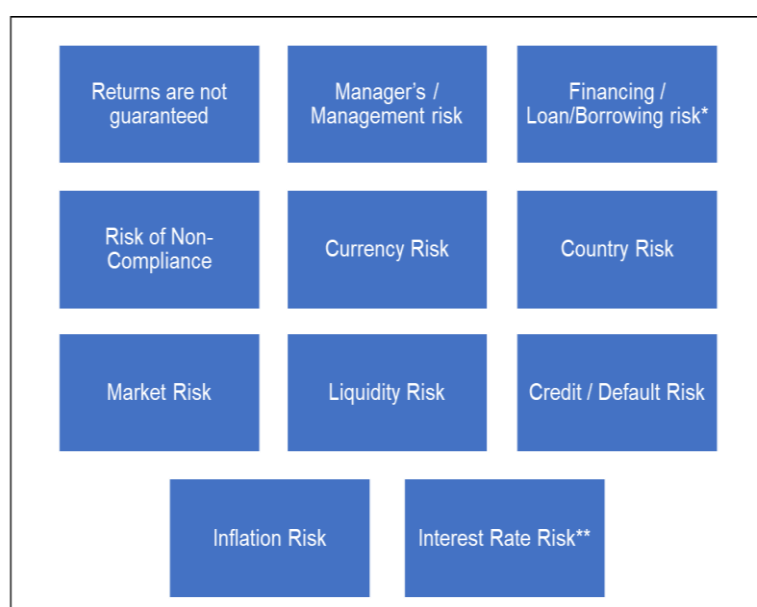 Returns are not
guaranteed
Manager's /
Management risk
Financing /
Loan/Borrowing risk*
Risk of Non-
Compliance
Currency Risk
Country Risk
Market Risk
Liquidity Risk
Credit / Default Risk
Inflation Risk
Interest Rate Risk**